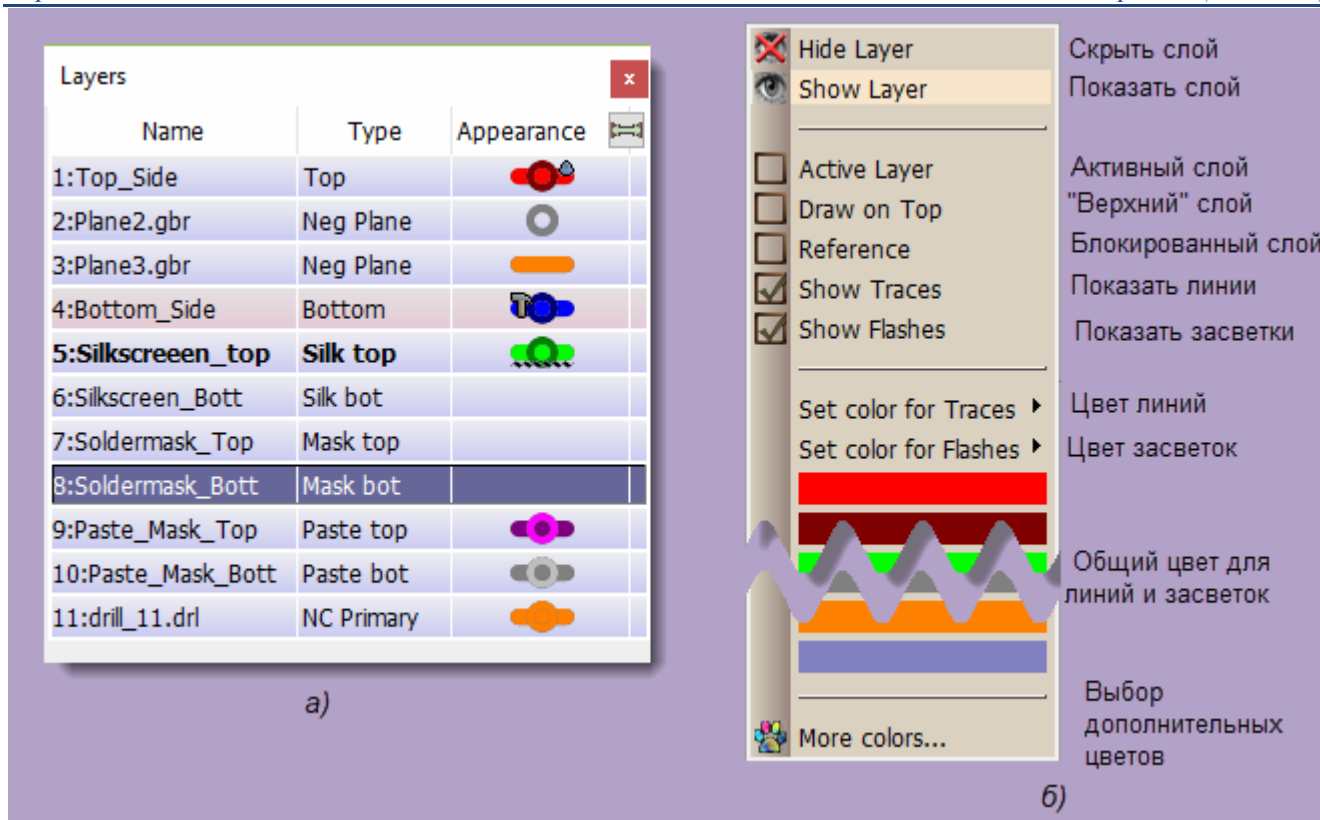 Layers
x
Name Type Appearance
1:Top_Side Top
2:Plane2.gbr Neg Plane
3:Plane3.gbr Neg Plane
4:Bottom_Side Bottom
5:Silkscreeen_top Silk top
6:Silkscreen_Bott Silk bot
7:Soldermask_Top Mask top
8:Soldermask_Bott Mask bot
9:Paste_Mask_Top Paste top
10:Paste_Mask_Bott Paste bot
11:drill_11.drl NC Primary
а)
Hide Layer Скрыть слой
Show Layer Показать слой
Active Layer Активный слой
Draw on Top "Верхний" слой
Reference Блокированный слой
Show Traces Показать линии
Show Flashes Показать засветки
Set color for Traces Цвет линий
Set color for Flashes Цвет засветок
Общий цвет для
линий и засветок
More colors...
Выбор
дополнительных
цветов
б)